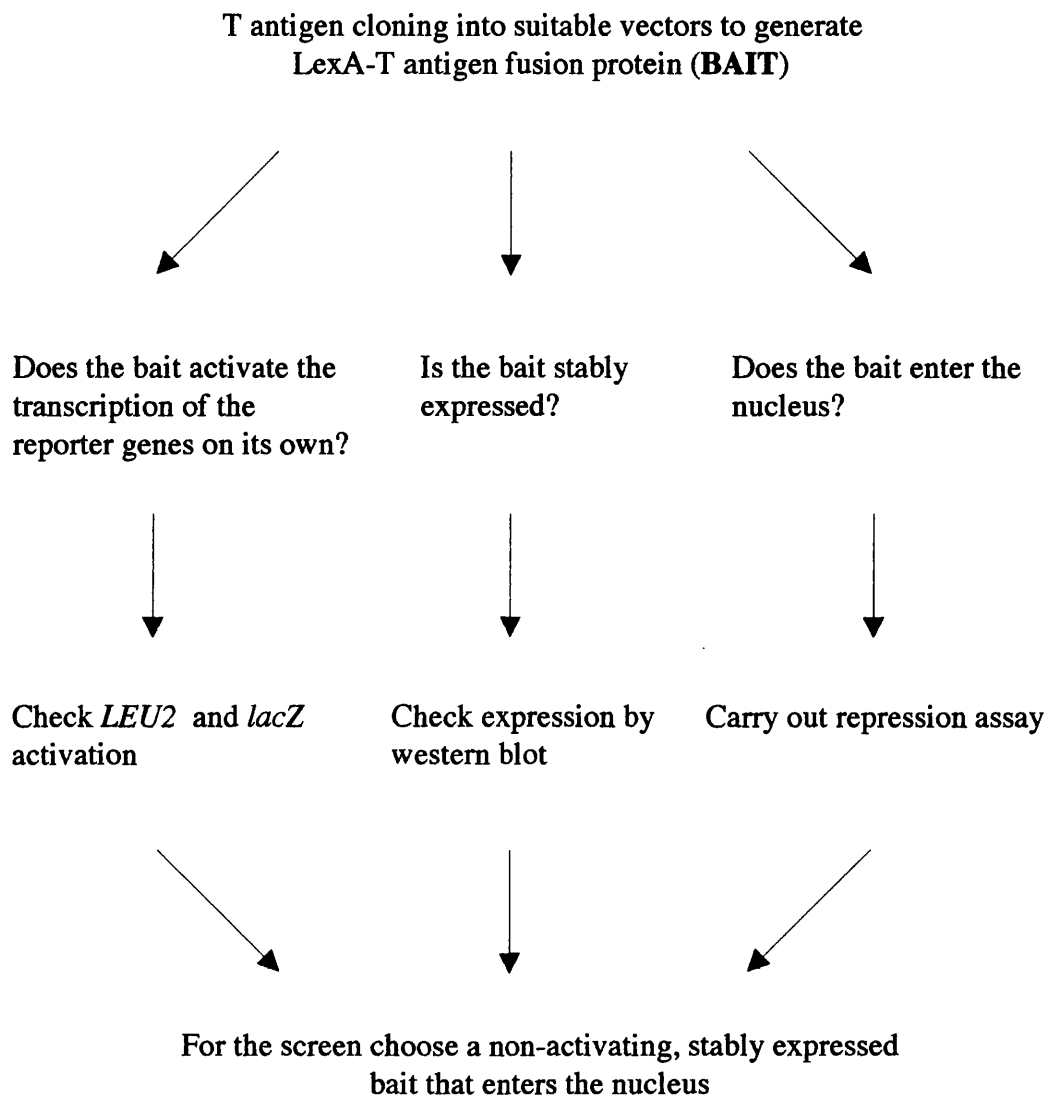 T antigen cloning into suitable vectors to generate
LexA-T antigen fusion protein (BAIT)
Does the bait activate the
transcription of the
reporter genes on its own?
Is the bait stably
expressed?
Does the bait enter the
nucleus?
Check LEU2 and lacZ
activation
Check expression by
western blot
Carry out repression assay
For the screen choose a non-activating, stably expressed
bait that enters the nucleus